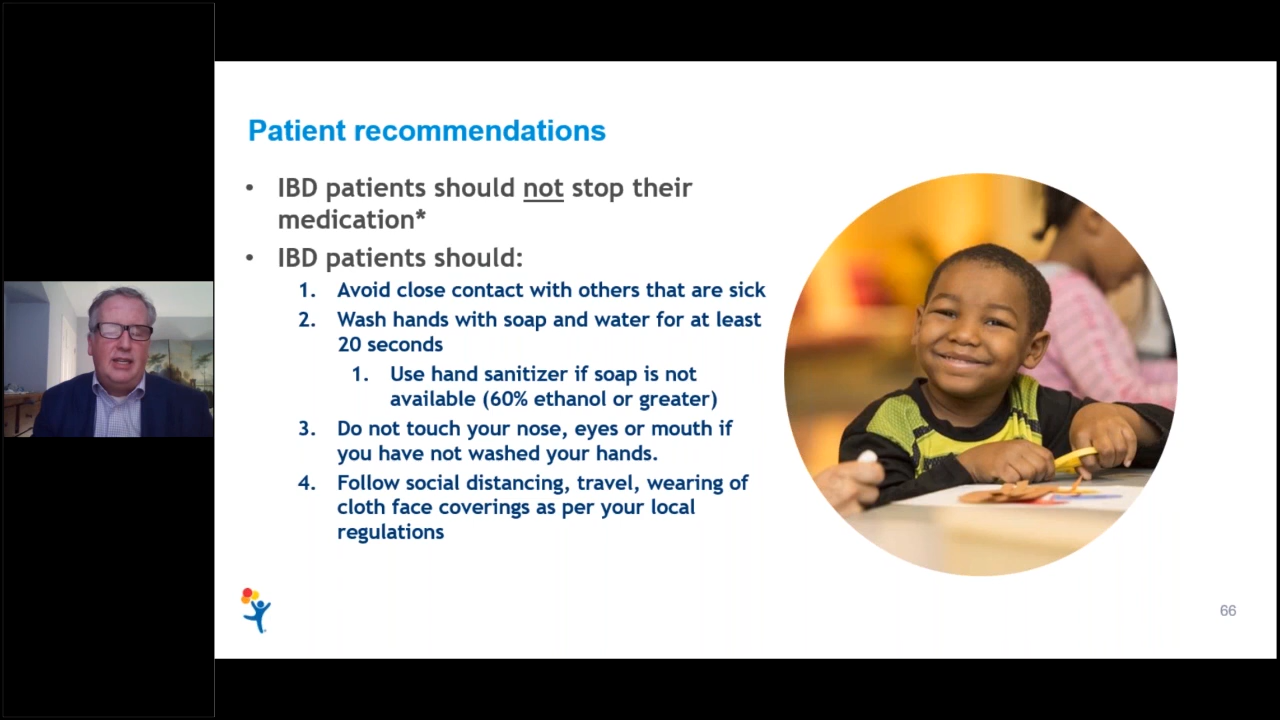 Patient recommendations
• IBD patients should not stop their
medication*
• IBD patients should:
1. Avoid close contact with others that are sick
2. Wash hands with soap and water for at least
20 seconds
1. Use hand sanitizer if soap is not
available (60% ethanol or greater)
3. Do not touch your nose, eyes or mouth if
you have not washed your hands.
4. Follow social distancing, travel, wearing of
cloth face coverings as per your local
regulations
66